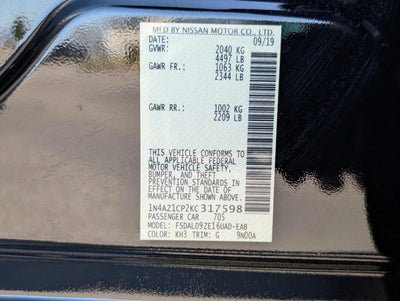 MFD BY NISSAN MOTOR CO., LTD.
DATE: 09/19
GVWR: 2040 KG
4497 LB
GAWR FR.: 1063 KG
2344 LB
GAWR RR.: 1002 KG
2209 LB
THIS VEHICLE CONFORMS TO
ALL APPLICABLE FEDERAL
MOTOR VEHICLE SAFETY,
BUMPER, AND THEFT
PREVENTION STANDARDS
IN EFFECT ON THE DATE OF
MANUFACTURE SHOWN ABOVE.
1N4AZ1CP2KC317598
PASSENGER CAR 705
MODEL: FSDALD9ZE16UAD-EA8
COLOR: KH3 TRIM: G 9ND0A